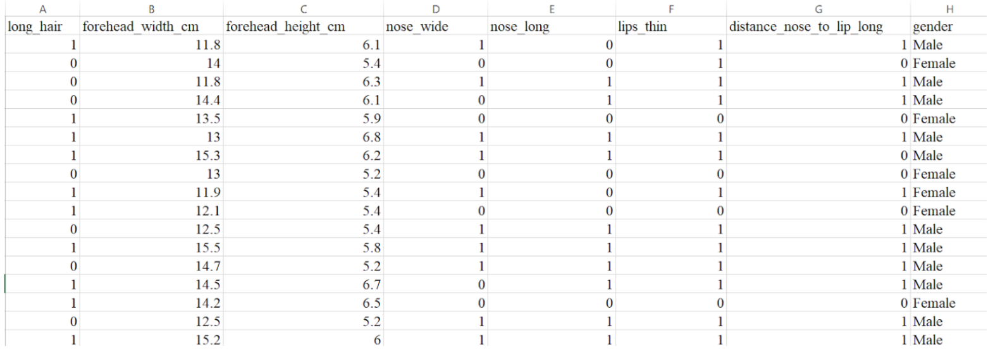 A B C D E F G H
long_hair forehead_width_cm forehead_height_cm nose_wide nose_long lips_thin distance_nose_to_lip_long gender
1 11.8 6.1 1 0 1 1 Male
0 14 5.4 0 0 1 0 Female
0 11.8 6.3 1 1 1 1 Male
0 14.4 6.1 0 1 1 1 Male
1 13.5 5.9 0 0 0 0 Female
1 13 6.8 1 1 1 1 Male
1 15.3 6.2 1 1 1 0 Male
0 13 5.2 0 0 0 0 Female
1 11.9 5.4 1 0 1 1 Female
1 12.1 5.4 0 0 0 0 Female
0 12.5 5.4 1 1 1 1 Male
1 15.5 5.8 1 1 1 1 Male
0 14.7 5.2 1 1 1 1 Male
1 14.5 6.7 0 1 1 1 Male
1 14.2 6.5 0 0 0 0 Female
0 12.5 5.2 1 1 1 1 Male
1 15.2 6 1 1 1 1 Male